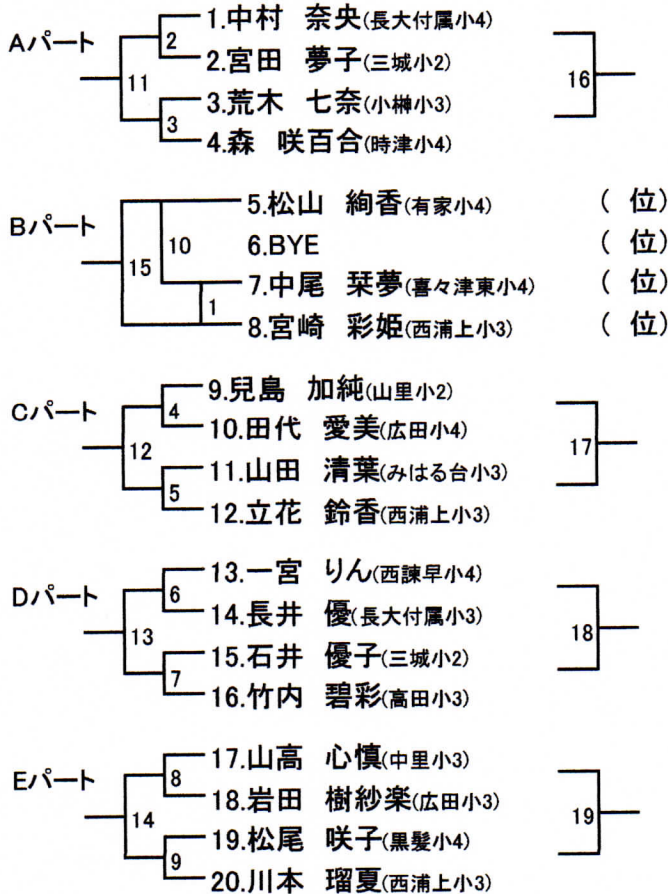 1.中村 奈央(長大付属小4)
Aパート
2
2.宮田 夢子(三城小2)
11
16
3.荒木 七奈(小榊小3)
3
4.森 咲百合(時津小4)
5.松山 絢香(有家小4) ( 位)
Bパート
10
6.BYE ( 位)
15
7.中尾 栞夢(喜々津東小4) ( 位)
1
8.宮崎 彩姫(西浦上小3) ( 位)
9.兒島 加純(山里小2)
Cパート
4
10.田代 愛美(広田小4)
12
17
11.山田 清葉(みはる台小3)
5
12.立花 鈴香(西浦上小3)
13.一宮 りん(西諫早小4)
Dパート
6
14.長井 優(長大付属小3)
13
18
15.石井 優子(三城小2)
7
16.竹内 碧彩(高田小3)
17.山高 心慎(中里小3)
Eパート
8
18.岩田 樹紗楽(広田小3)
14
19
19.松尾 咲子(黒髪小4)
9
20.川本 瑠夏(西浦上小3)